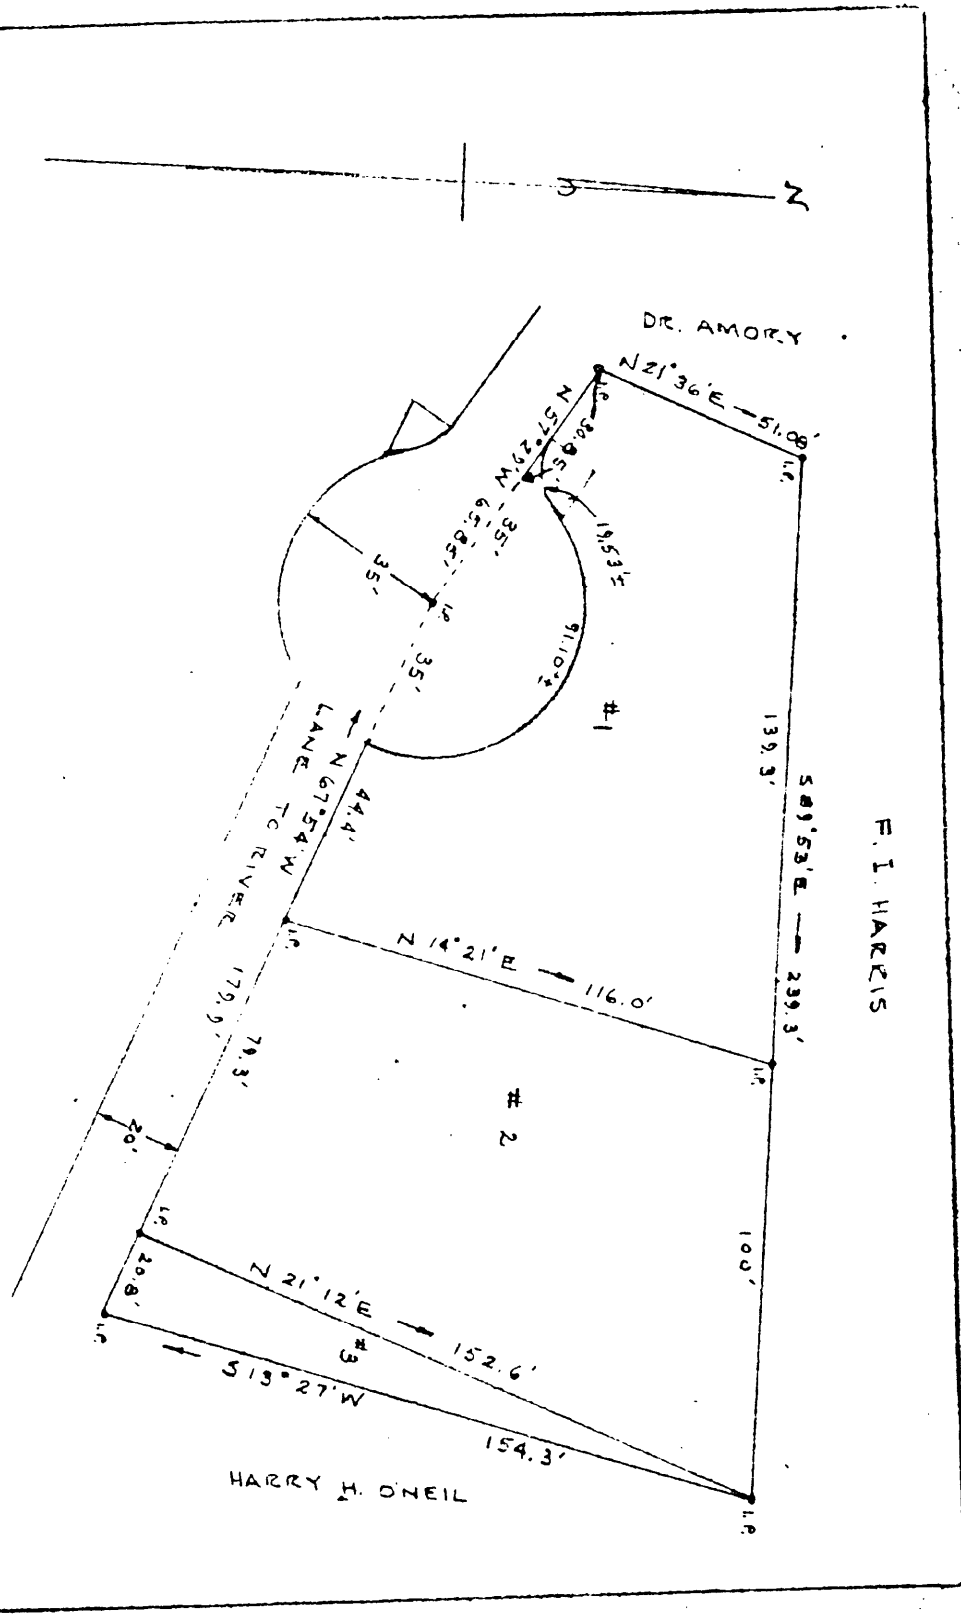 N
DR. AMORY
N 21° 36' E — 51.08'
I.P.
I.P.
N 57° 29' W
30.85'
35'
65.85'
19.53'±
91.10'±
35'
I.P.
35'
#1
139.3'
S 89° 53' E — 239.3'
F. I. HARRIS
N 67° 54' W
44.4'
LANE TO RIVER
179.9'
79.3'
I.P.
N 14° 21' E
116.0'
I.P.
# 2
100'
20'
I.P.
20.8'
I.P.
N 21° 12' E
152.6'
#3
S 13° 27' W
154.3'
I.P.
HARRY H. O'NEIL